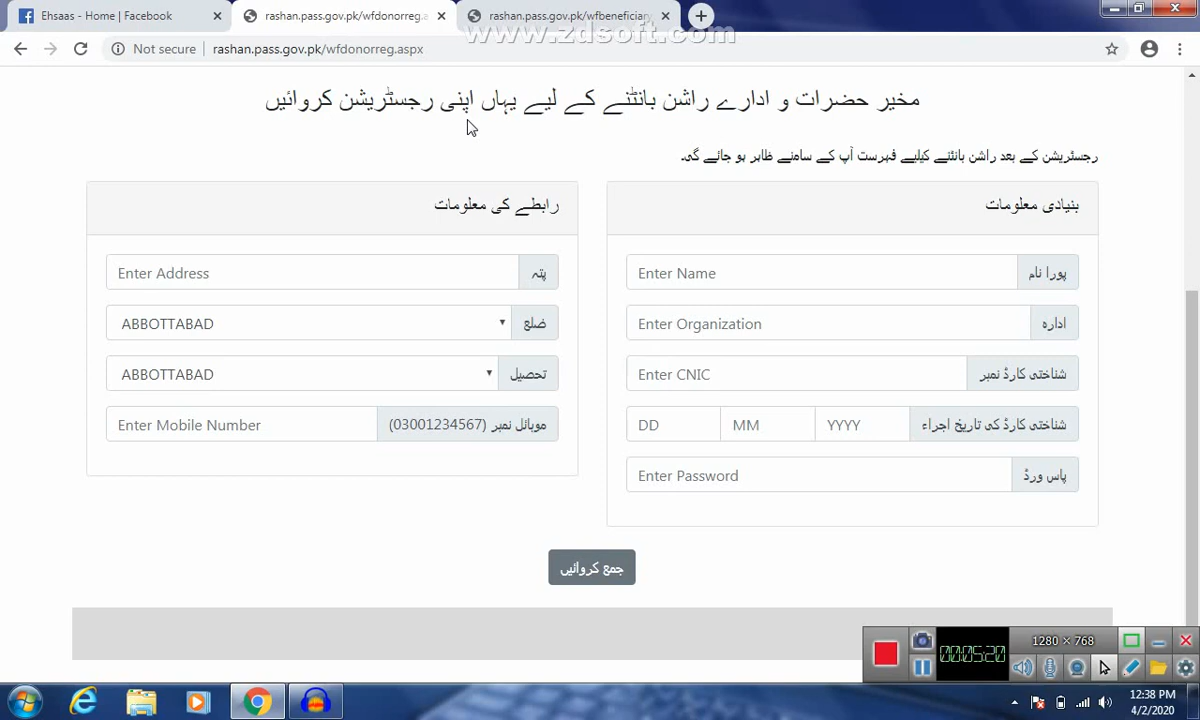 Ehsaas - Home | Facebook
rashan.pass.gov.pk/wfdonorreg.a
rashan.pass.gov.pk/wfbeneficiary
www.zdsoft.com
Not secure
rashan.pass.gov.pk/wfdonorreg.aspx
مخیر حضرات و ادارے راشن بانٹنے کے لیے یہاں اپنی رجسٹریشن کروائیں
رجسٹریشن کے بعد راشن بانٹنے کیلیے فہرست آپ کے سامنے ظاہر ہو جائے گی۔
بنیادی معلومات
پورا نام
Enter Name
ادارہ
Enter Organization
شناختی کارڈ نمبر
Enter CNIC
شناختی کارڈ کی تاریخ اجراء
DD MM YYYY
پاس ورڈ
Enter Password
رابطے کی معلومات
پتہ
Enter Address
ضلع
ABBOTTABAD
تحصیل
ABBOTTABAD
موبائل نمبر (03001234567)
Enter Mobile Number
جمع کروائیں
1280 × 768
00:05:20
12:38 PM
4/2/2020